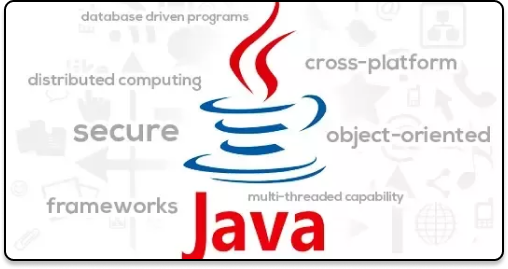 database driven programs
cross-platform
distributed computing
secure
object-oriented
multi-threaded capability
frameworks
Java